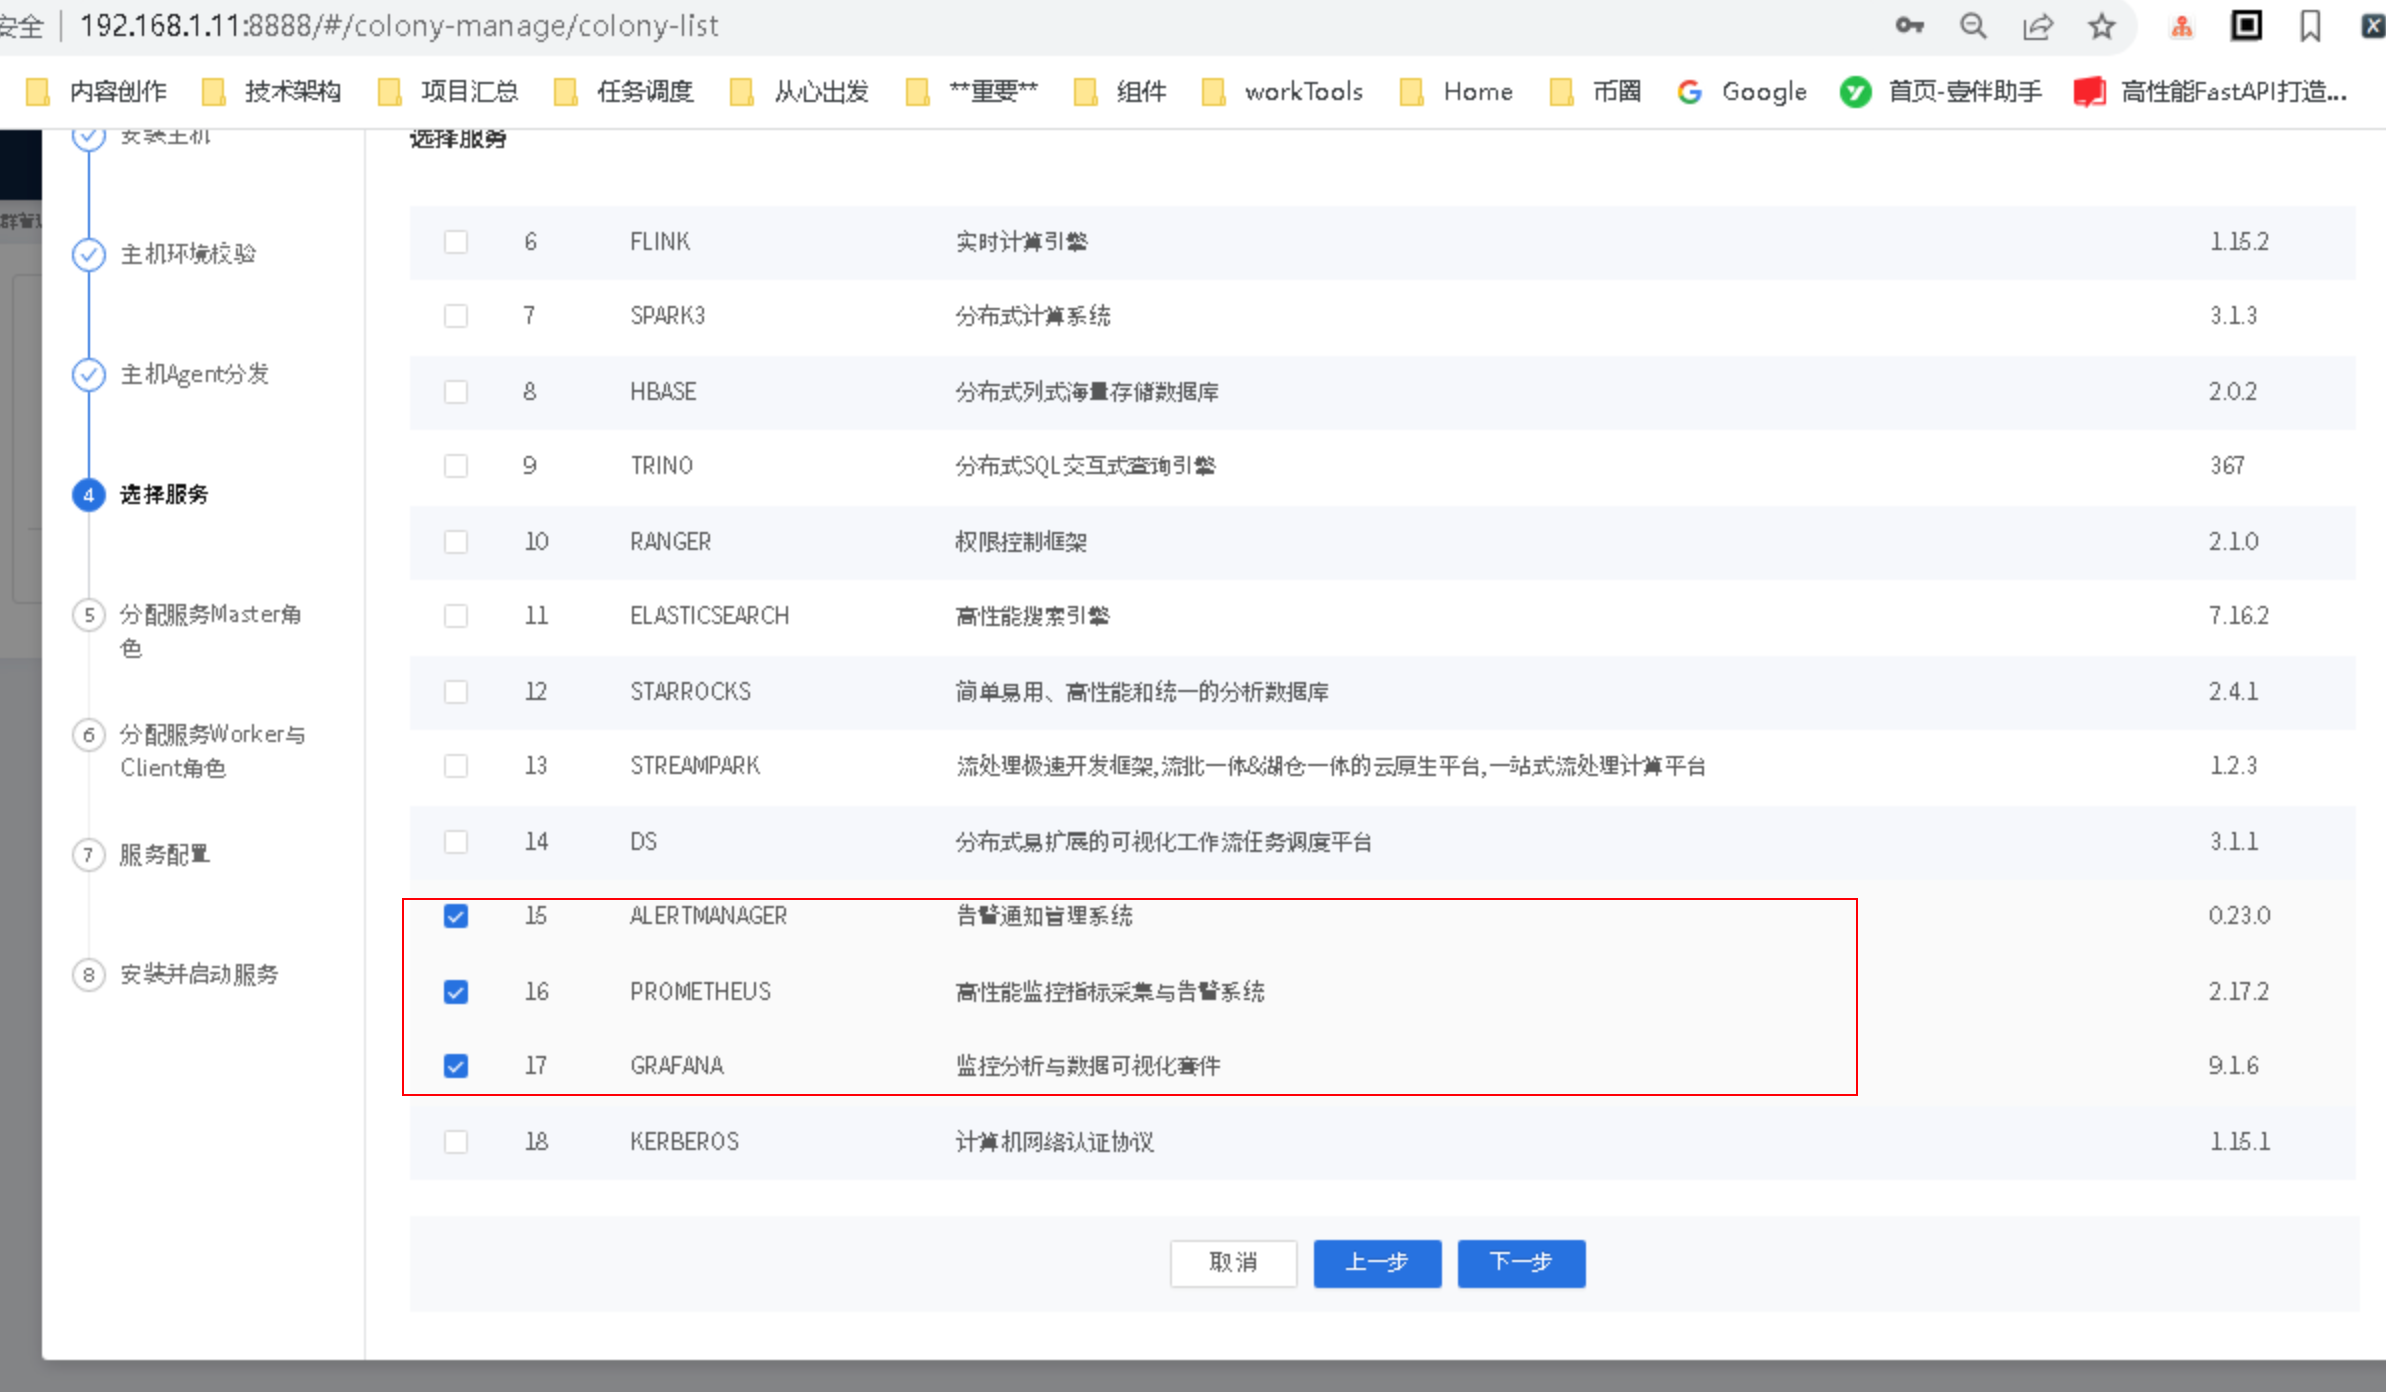 安全 | 192.168.1.11:8888/#/colony-manage/colony-list
内容创作 技术架构 项目汇总 任务调度 从心出发 **重要** 组件 workTools Home 币圈 Google 首页-壹伴助手 高性能FastAPI打造...
安装主机
主机环境校验
主机Agent分发
4 选择服务
5 分配服务Master角
色
6 分配服务Worker与
Client角色
7 服务配置
8 安装并启动服务
选择服务
6 FLINK 实时计算引擎 1.15.2
7 SPARK3 分布式计算系统 3.1.3
8 HBASE 分布式列式海量存储数据库 2.0.2
9 TRINO 分布式SQL交互式查询引擎 367
10 RANGER 权限控制框架 2.1.0
11 ELASTICSEARCH 高性能搜索引擎 7.16.2
12 STARROCKS 简单易用、高性能和统一的分析数据库 2.4.1
13 STREAMPARK 流处理极速开发框架,流批一体&湖仓一体的云原生平台,一站式流处理计算平台 1.2.3
14 DS 分布式易扩展的可视化工作流任务调度平台 3.1.1
15 ALERTMANAGER 告警通知管理系统 0.23.0
16 PROMETHEUS 高性能监控指标采集与告警系统 2.17.2
17 GRAFANA 监控分析与数据可视化套件 9.1.6
18 KERBEROS 计算机网络认证协议 1.15.1
取消 上一步 下一步